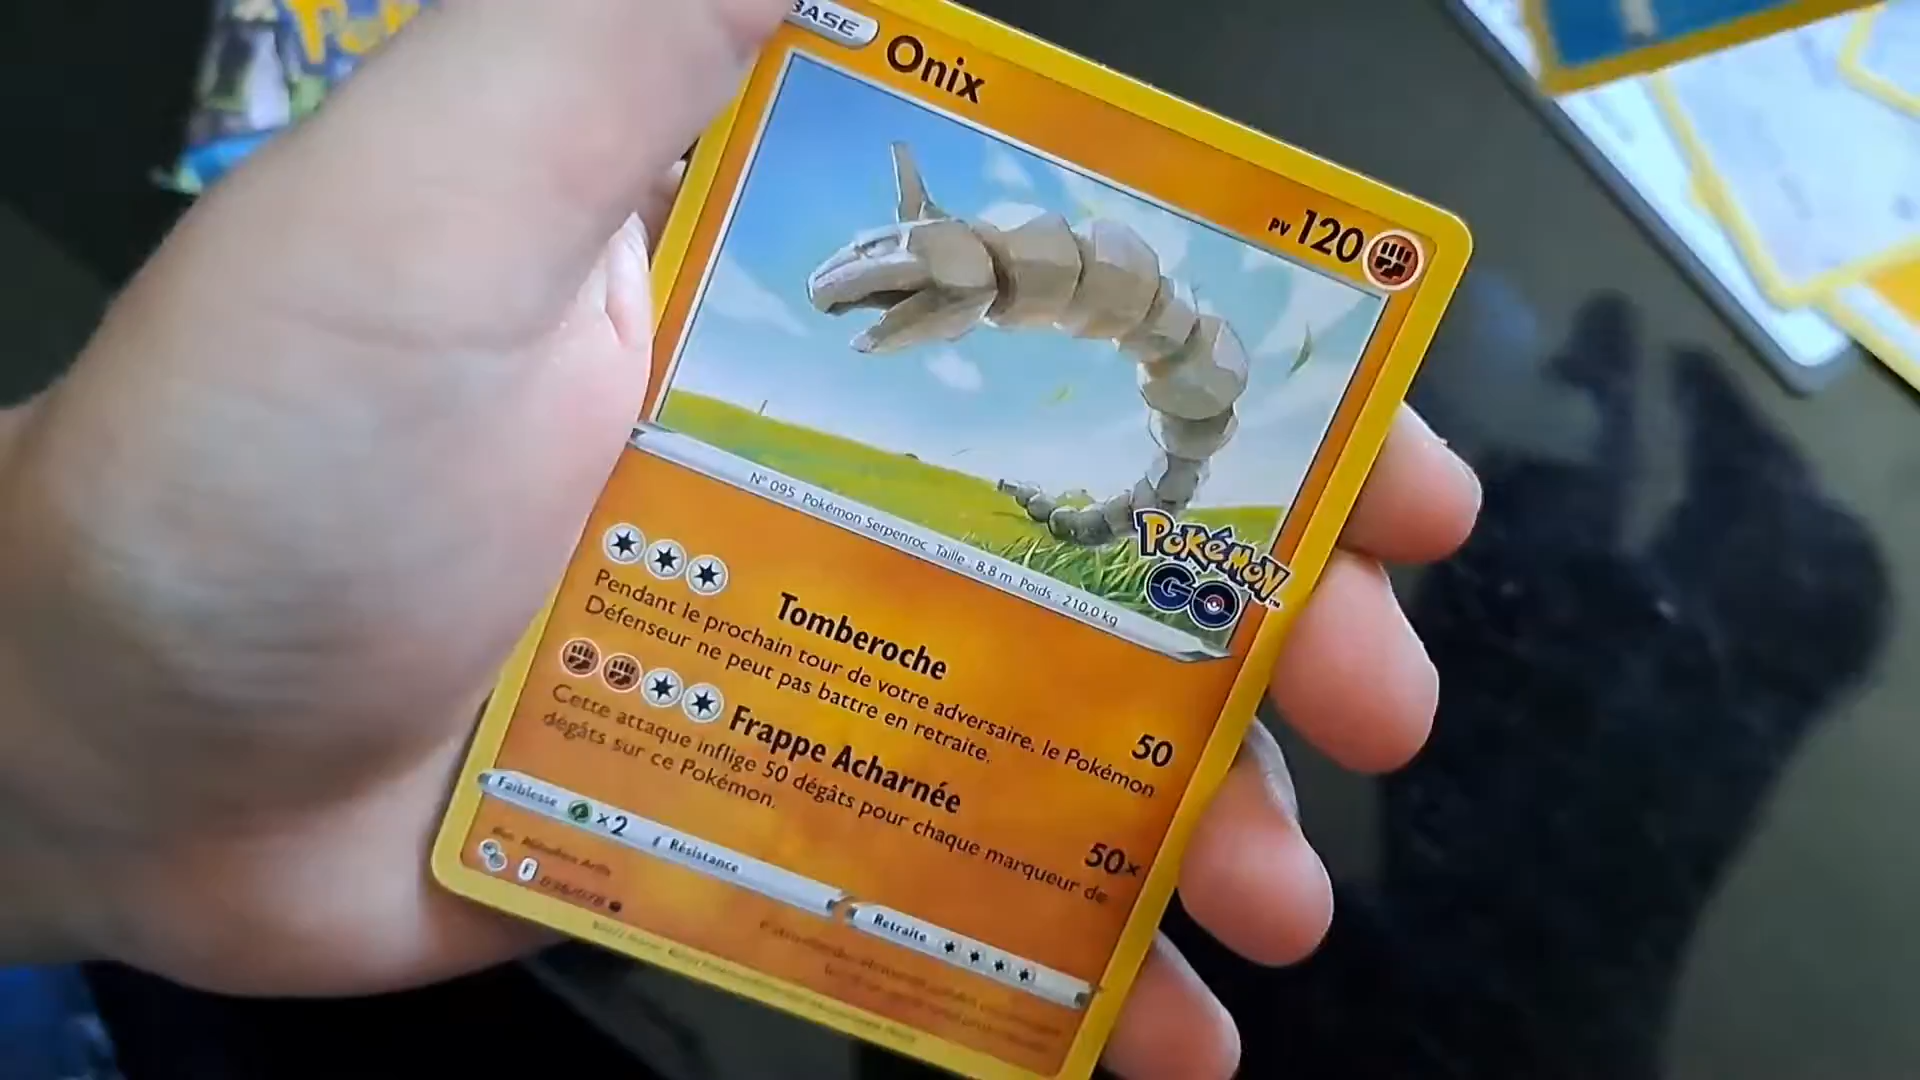 BASE
Onix
PV 120
N° 095 Pokémon Serpenroc Taille : 8,8 m Poids : 210,0 kg
POKÉMON
GO
Tomberoche 50
Pendant le prochain tour de votre adversaire, le Pokémon
Défenseur ne peut pas battre en retraite.
Frappe Acharnée 50×
Cette attaque inflige 50 dégâts pour chaque marqueur de
dégâts sur ce Pokémon.
Faiblesse ×2 Résistance Retraite
F